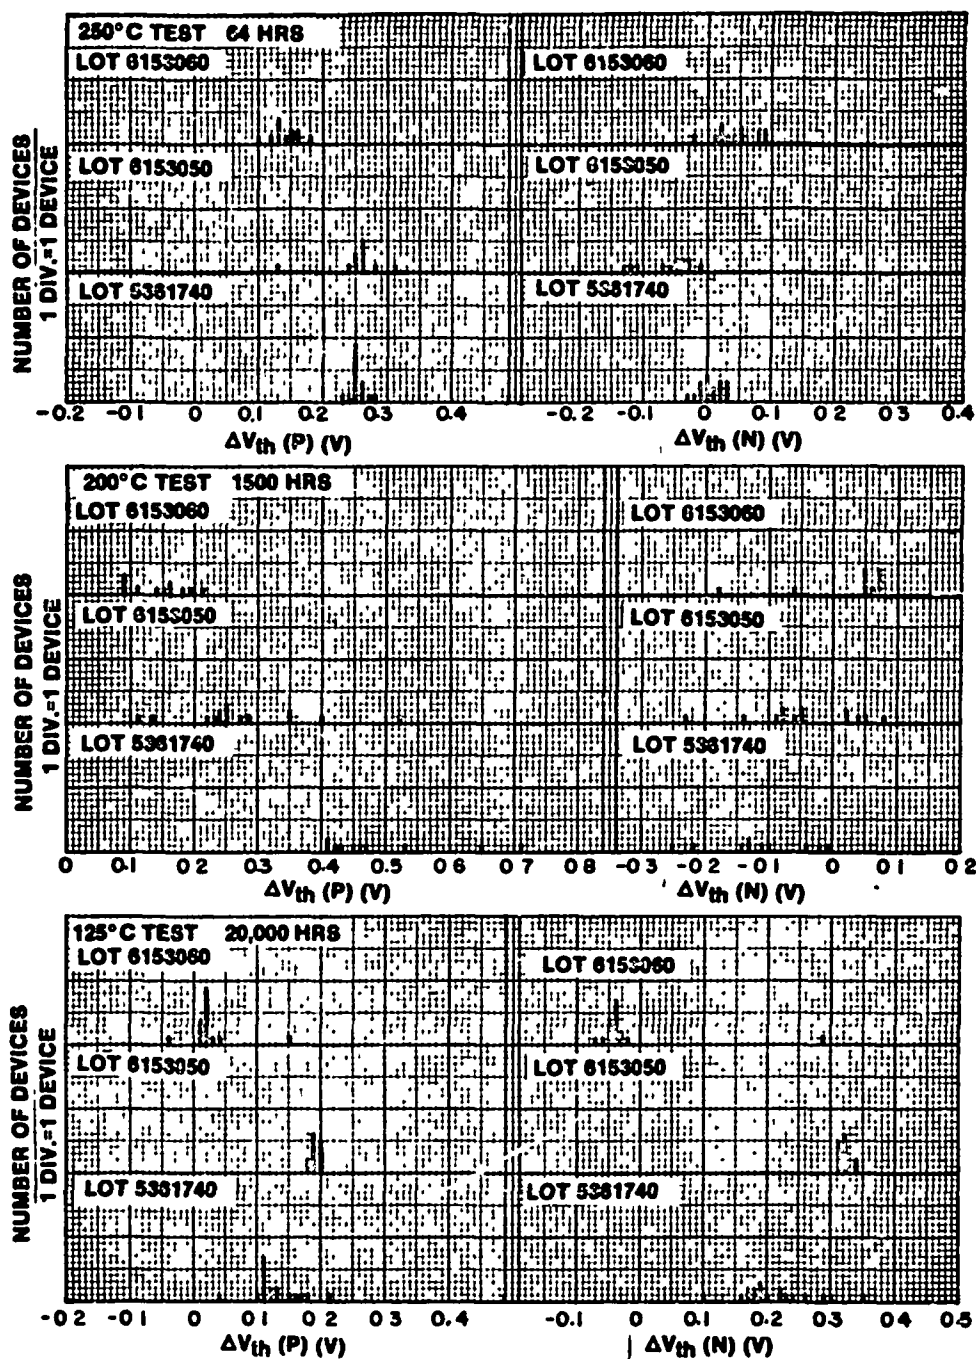 250°C TEST 64 HRS
LOT 6153060
LOT 6153060
LOT 6153050
LOT 6153050
LOT 5381740
LOT 5381740
NUMBER OF DEVICES
1 DIV.=1 DEVICE
-0.2 -0.1 0 0.1 0.2 0.3 0.4 -0.2 -0.1 0 0.1 0.2 0.3 0.4
ΔVth (P) (V) ΔVth (N) (V)
200°C TEST 1500 HRS
LOT 6153060
LOT 6153060
LOT 6153050
LOT 6153050
LOT 5381740
LOT 5381740
NUMBER OF DEVICES
1 DIV.=1 DEVICE
0 0.1 0.2 0.3 0.4 0.5 0.6 0.7 0.8 -0.3 -0.2 -0.1 0 0.1 0.2
ΔVth (P) (V) ΔVth (N) (V)
125°C TEST 20,000 HRS
LOT 6153060
LOT 6153060
LOT 6153050
LOT 6153050
LOT 5381740
LOT 5381740
NUMBER OF DEVICES
1 DIV.=1 DEVICE
-0.2 -0.1 0 0.1 0.2 0.3 0.4 -0.1 0 0.1 0.2 0.3 0.4 0.5
ΔVth (P) (V) ΔVth (N) (V)